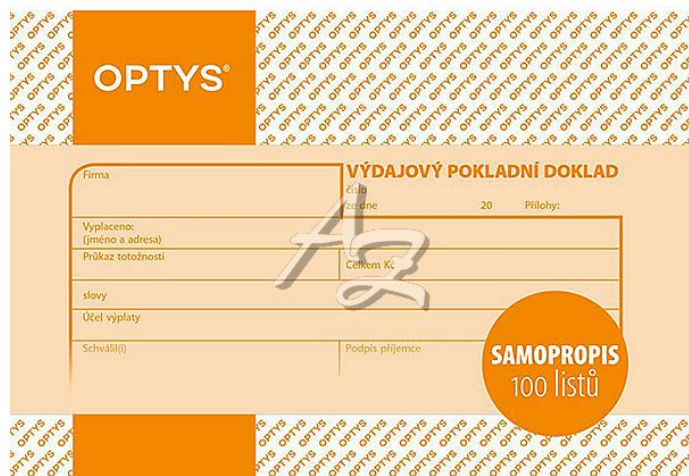 OPTYS®
Firma
VÝDAJOVÝ POKLADNÍ DOKLAD
číslo
ze dne 20 Přílohy:
Vyplaceno:
(jméno a adresa)
Průkaz totožnosti
Celkem Kč
slovy
Účel výplaty
Schválil(i)
Podpis příjemce
SAMOPROPIS
100 listů
AZ